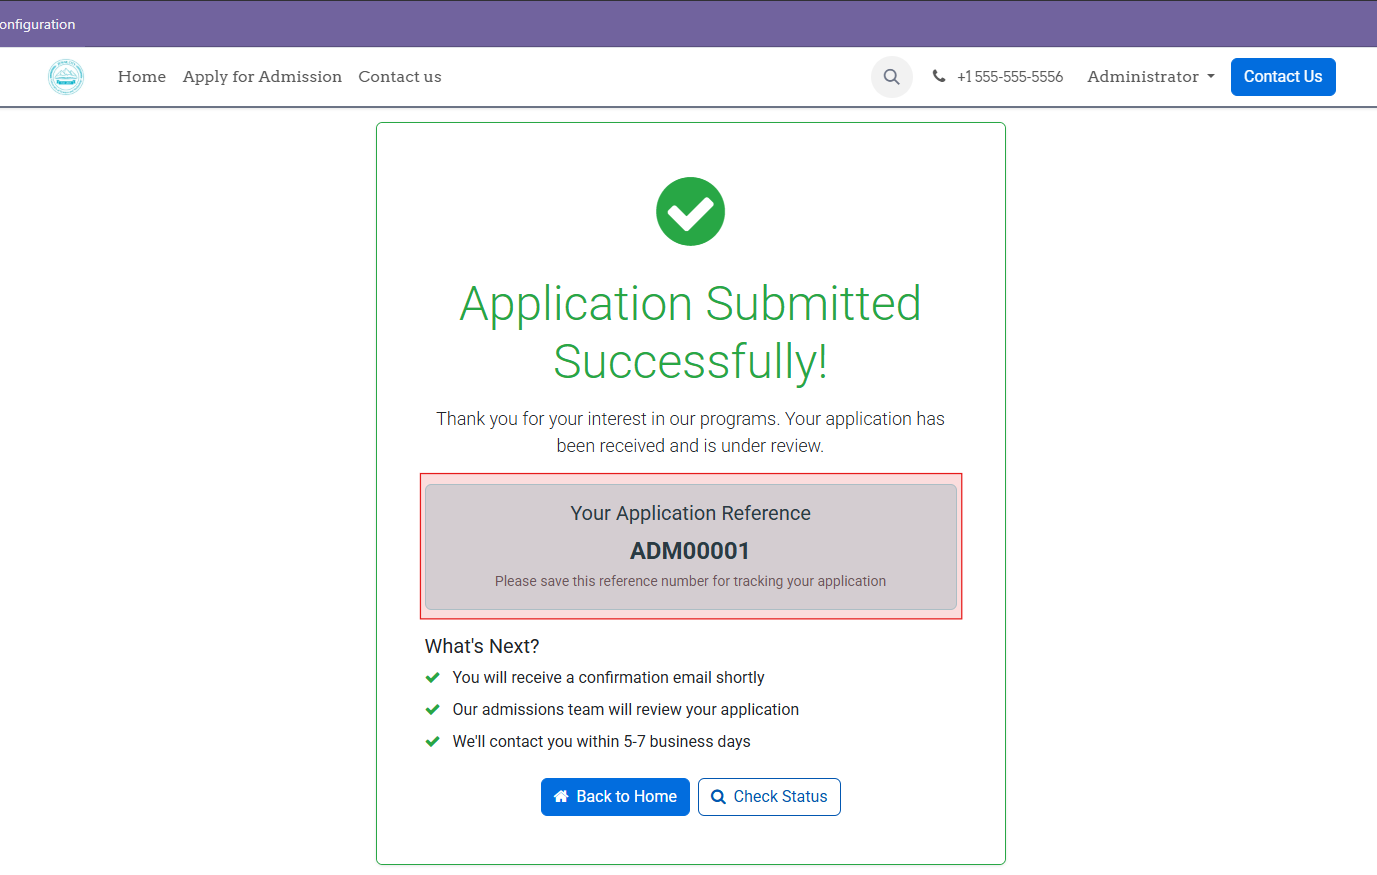 onfiguration
Home Apply for Admission Contact us +1 555-555-5556 Administrator Contact Us
Application Submitted
Successfully!
Thank you for your interest in our programs. Your application has
been received and is under review.
Your Application Reference
ADM00001
Please save this reference number for tracking your application
What's Next?
You will receive a confirmation email shortly
Our admissions team will review your application
We'll contact you within 5-7 business days
Back to Home Check Status